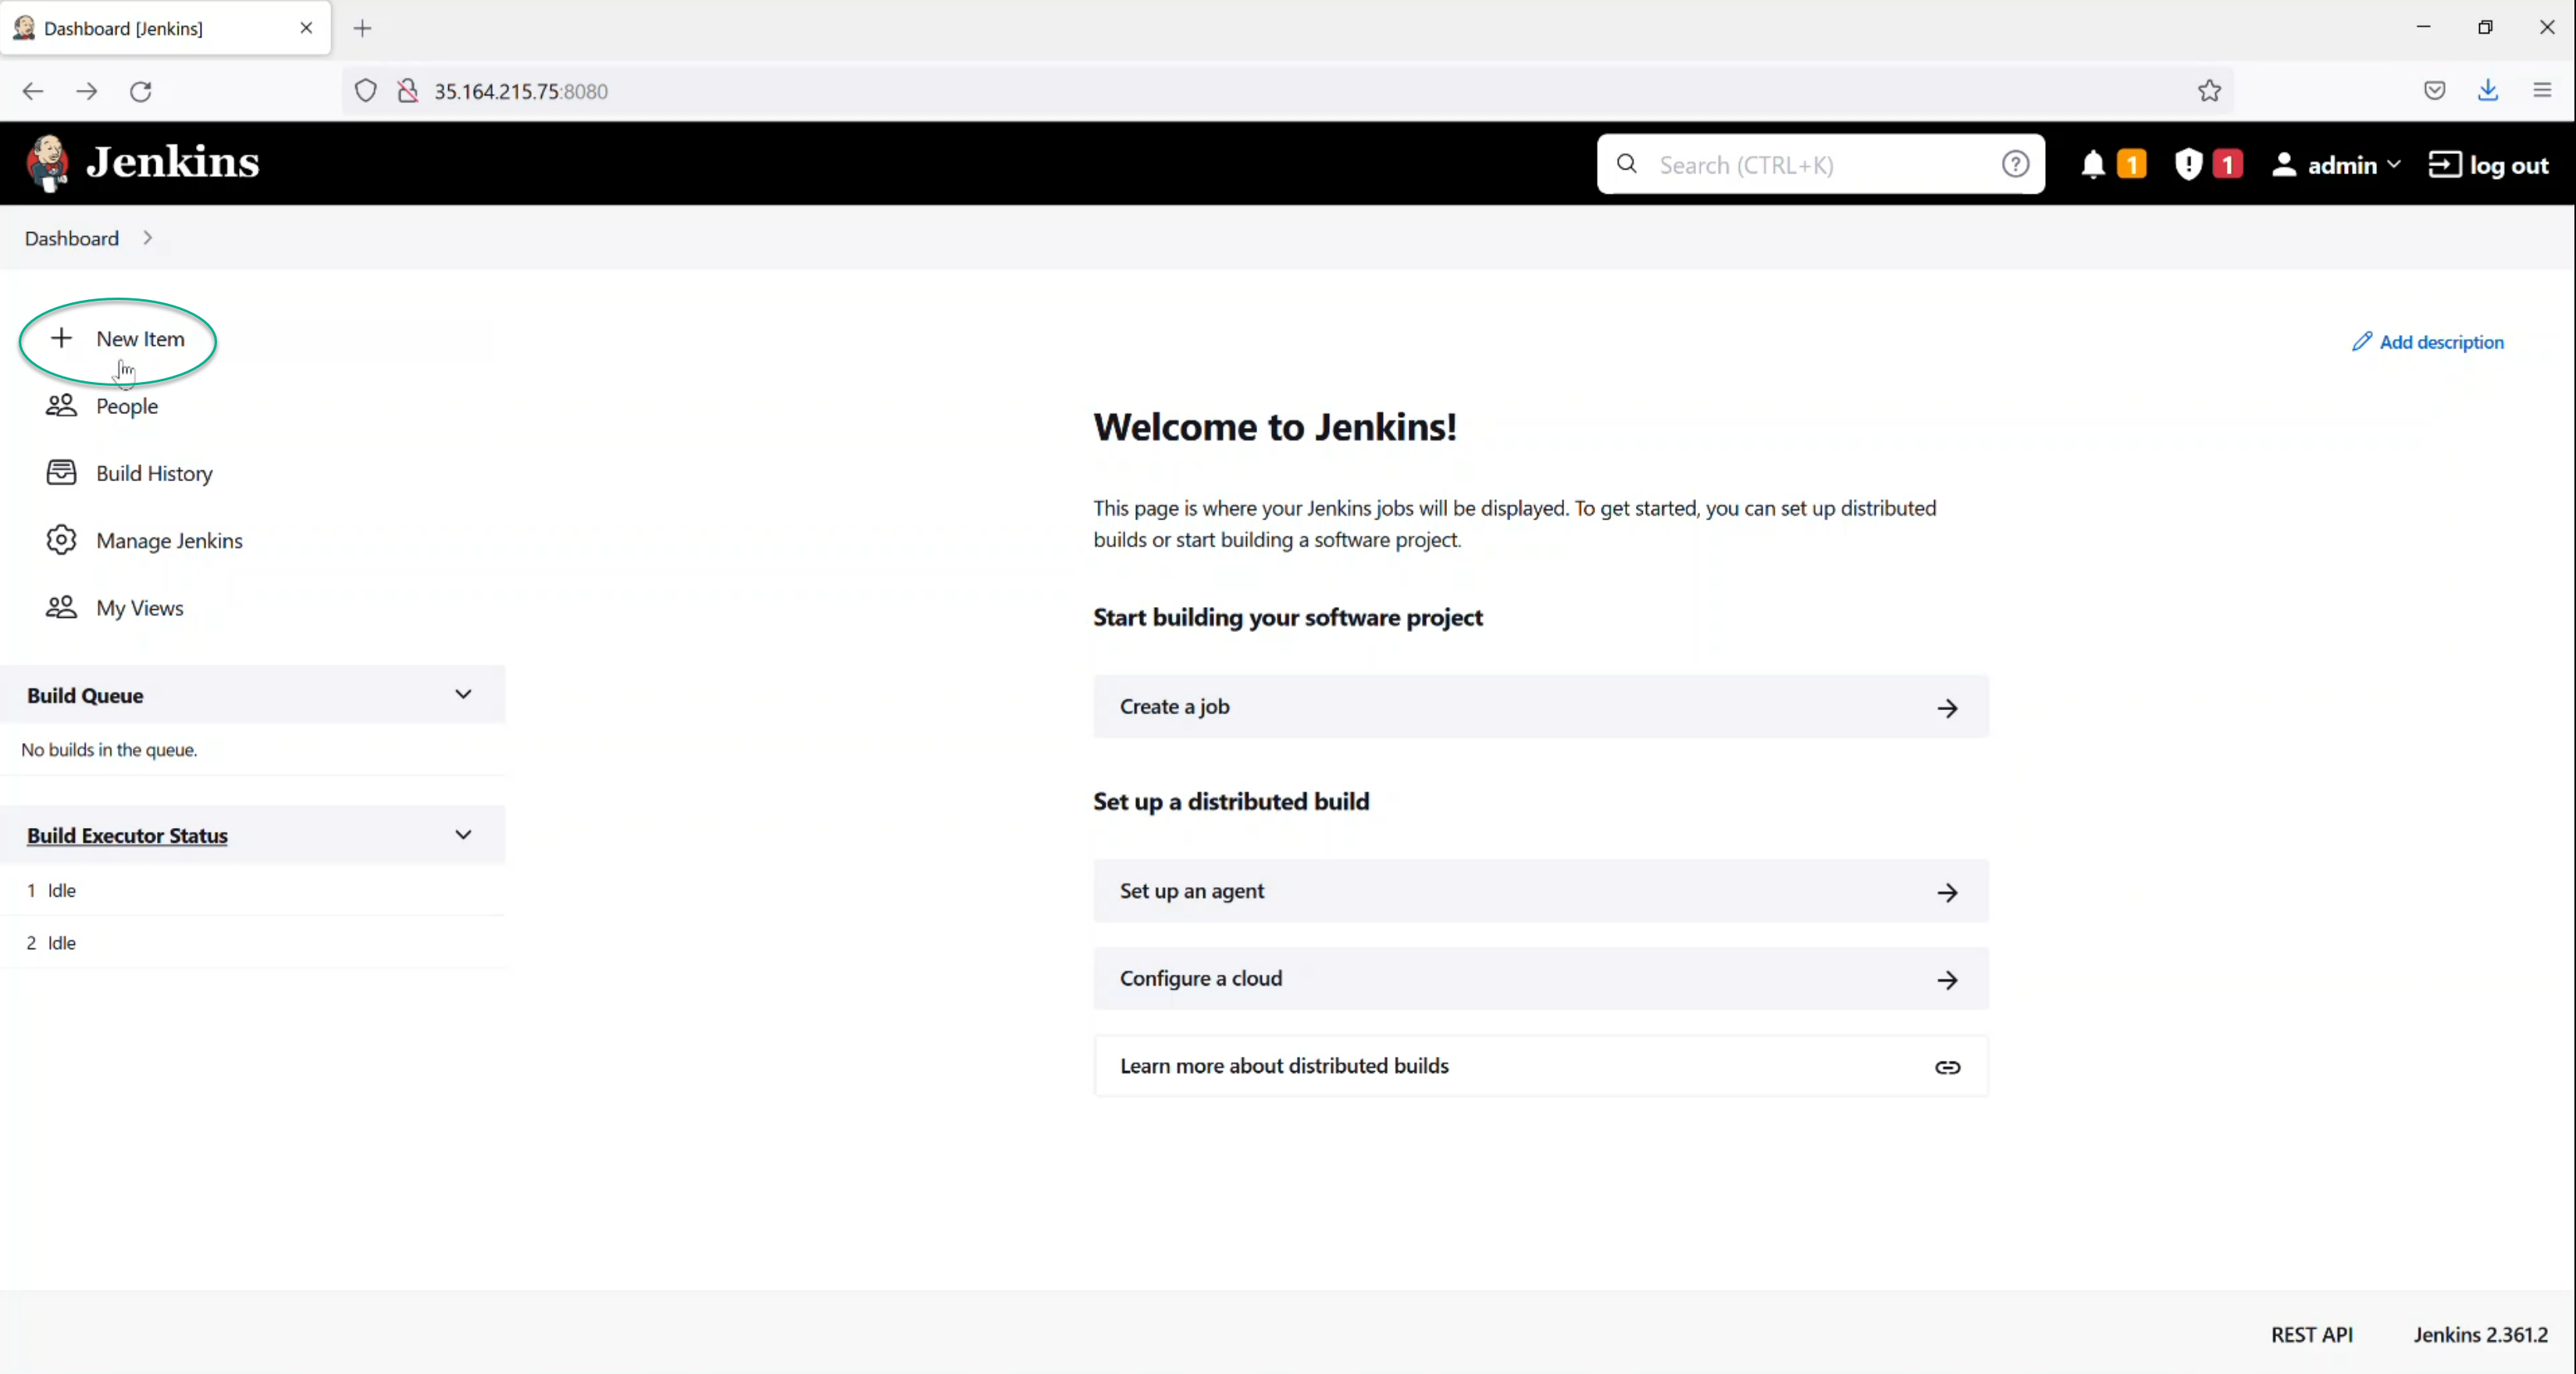 Dashboard [Jenkins]
35.164.215.75:8080
Jenkins
Search (CTRL+K)
1
1
admin
log out
Dashboard
New Item
Add description
People
Build History
Manage Jenkins
My Views
Build Queue
No builds in the queue.
Build Executor Status
1 Idle
2 Idle
Welcome to Jenkins!
This page is where your Jenkins jobs will be displayed. To get started, you can set up distributed
builds or start building a software project.
Start building your software project
Create a job
Set up a distributed build
Set up an agent
Configure a cloud
Learn more about distributed builds
REST API
Jenkins 2.361.2